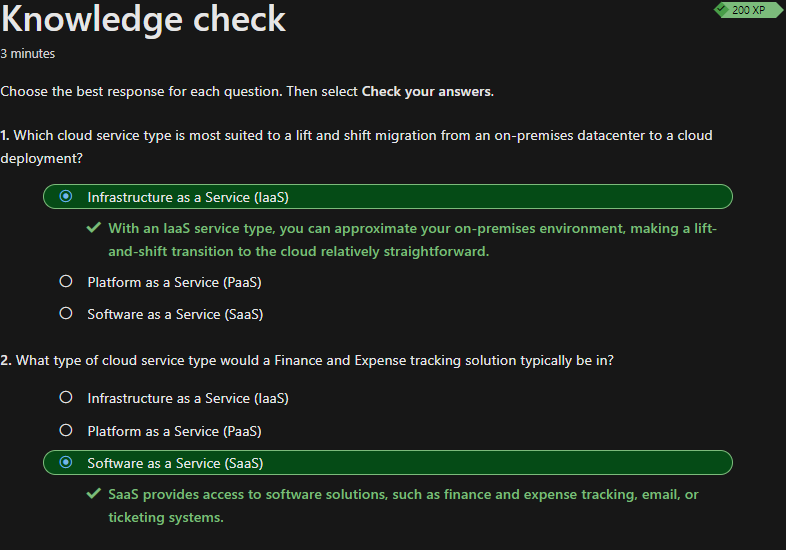 Knowledge check
200 XP
3 minutes
Choose the best response for each question. Then select Check your answers.
1. Which cloud service type is most suited to a lift and shift migration from an on-premises datacenter to a cloud
deployment?
Infrastructure as a Service (IaaS)
With an IaaS service type, you can approximate your on-premises environment, making a lift-
and-shift transition to the cloud relatively straightforward.
Platform as a Service (PaaS)
Software as a Service (SaaS)
2. What type of cloud service type would a Finance and Expense tracking solution typically be in?
Infrastructure as a Service (IaaS)
Platform as a Service (PaaS)
Software as a Service (SaaS)
SaaS provides access to software solutions, such as finance and expense tracking, email, or
ticketing systems.